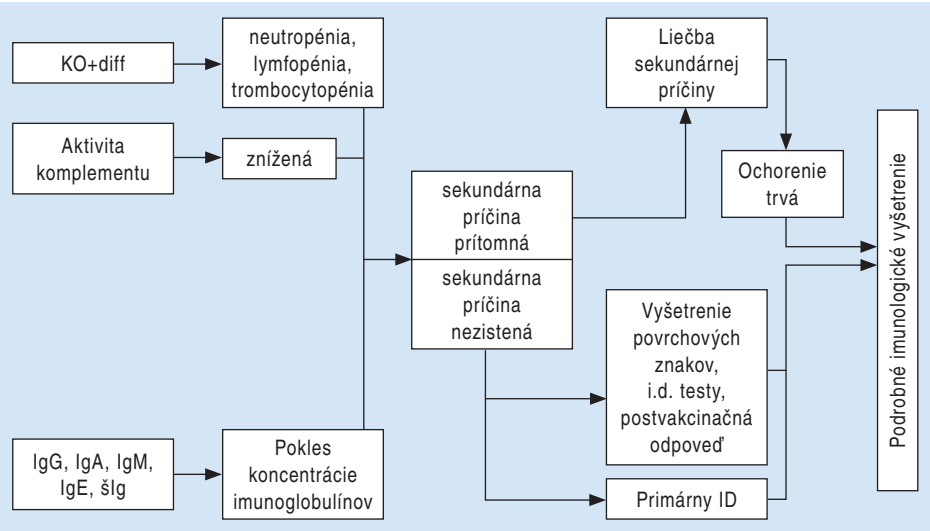 KO+diff
neutropénia,
lymfopénia,
trombocytopénia
Aktivita
komplementu
znížená
IgG, IgA, IgM,
IgE, šIg
Pokles
koncentrácie
imunoglobulínov
sekundárna
príčina
prítomná
sekundárna
príčina
nezistená
Liečba
sekundárnej
príčiny
Ochorenie
trvá
Vyšetrenie
povrchových
znakov,
i.d. testy,
postvakcinačná
odpoveď
Primárny ID
Podrobné imunologické vyšetrenie